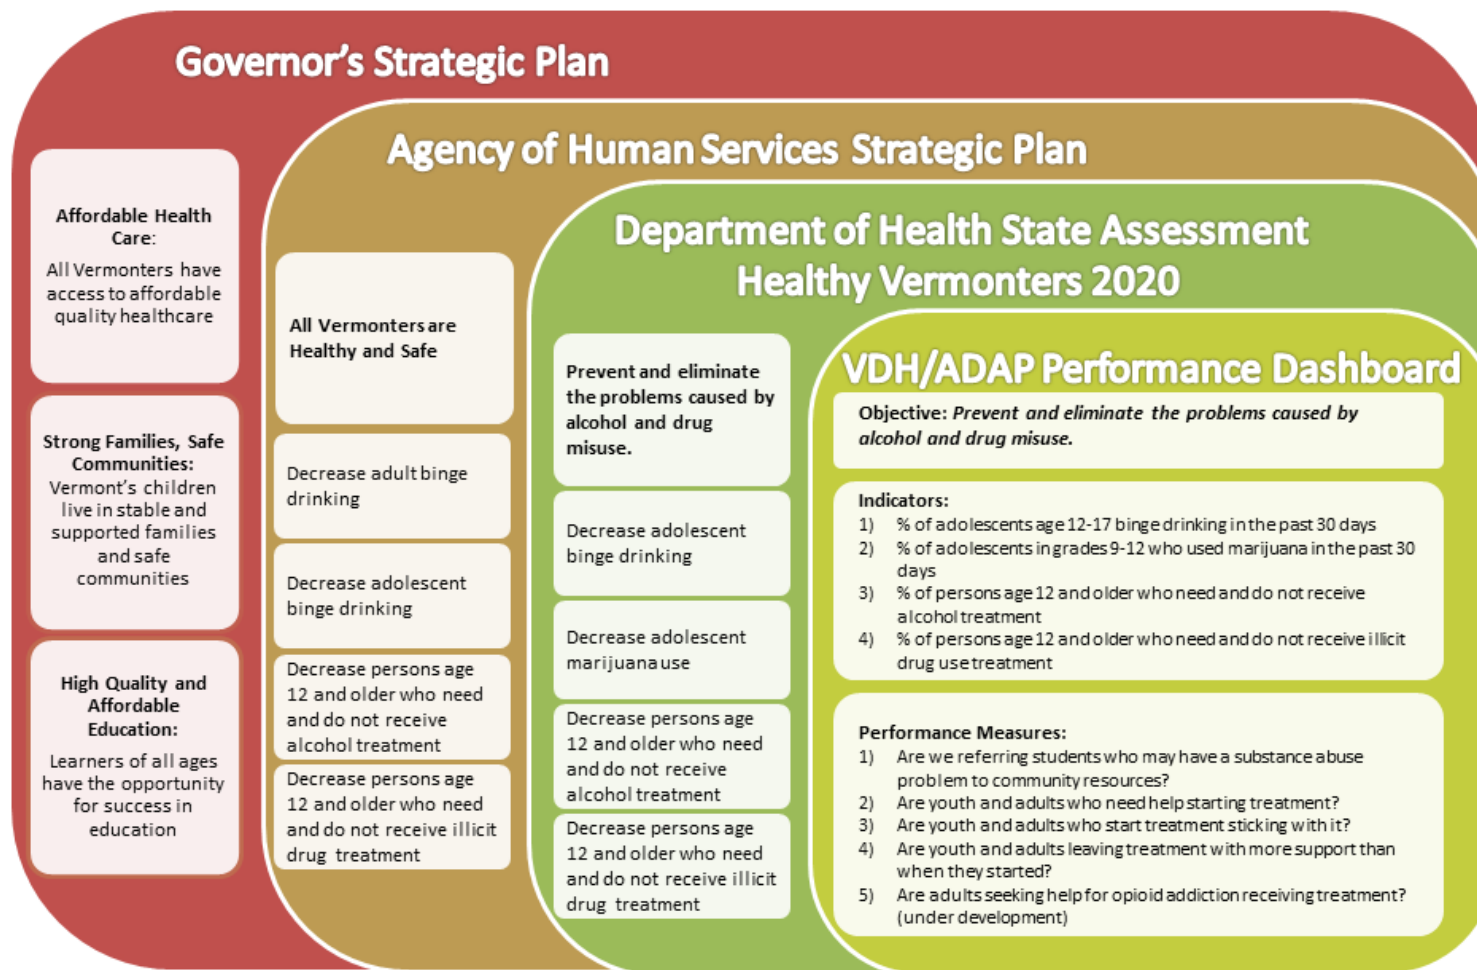 Governor's Strategic Plan
Agency of Human Services Strategic Plan
Department of Health State Assessment
Healthy Vermonters 2020
VDH/ADAP Performance Dashboard
Affordable Health
Care:
All Vermonters have
access to affordable
quality healthcare
Strong Families, Safe
Communities:
Vermont's children
live in stable and
supported families
and safe
communities
High Quality and
Affordable
Education:
Learners of all ages
have the opportunity
for success in
education
All Vermonters are
Healthy and Safe
Decrease adult binge
drinking
Decrease adolescent
binge drinking
Decrease persons age
12 and older who need
and do not receive
alcohol treatment
Decrease persons age
12 and older who need
and do not receive illicit
drug treatment
Prevent and eliminate
the problems caused by
alcohol and drug
misuse.
Decrease adolescent
binge drinking
Decrease adolescent
marijuana use
Decrease persons age
12 and older who need
and do not receive
alcohol treatment
Decrease persons age
12 and older who need
and do not receive illicit
drug treatment
Objective: Prevent and eliminate the problems caused by
alcohol and drug misuse.
Indicators:
1) % of adolescents age 12-17 binge drinking in the past 30 days
2) % of adolescents in grades 9-12 who used marijuana in the past 30
days
3) % of persons age 12 and older who need and do not receive
alcohol treatment
4) % of persons age 12 and older who need and do not receive illicit
drug use treatment
Performance Measures:
1) Are we referring students who may have a substance abuse
problem to community resources?
2) Are youth and adults who need help starting treatment?
3) Are youth and adults who start treatment sticking with it?
4) Are youth and adults leaving treatment with more support than
when they started?
5) Are adults seeking help for opioid addiction receiving treatment?
(under development)